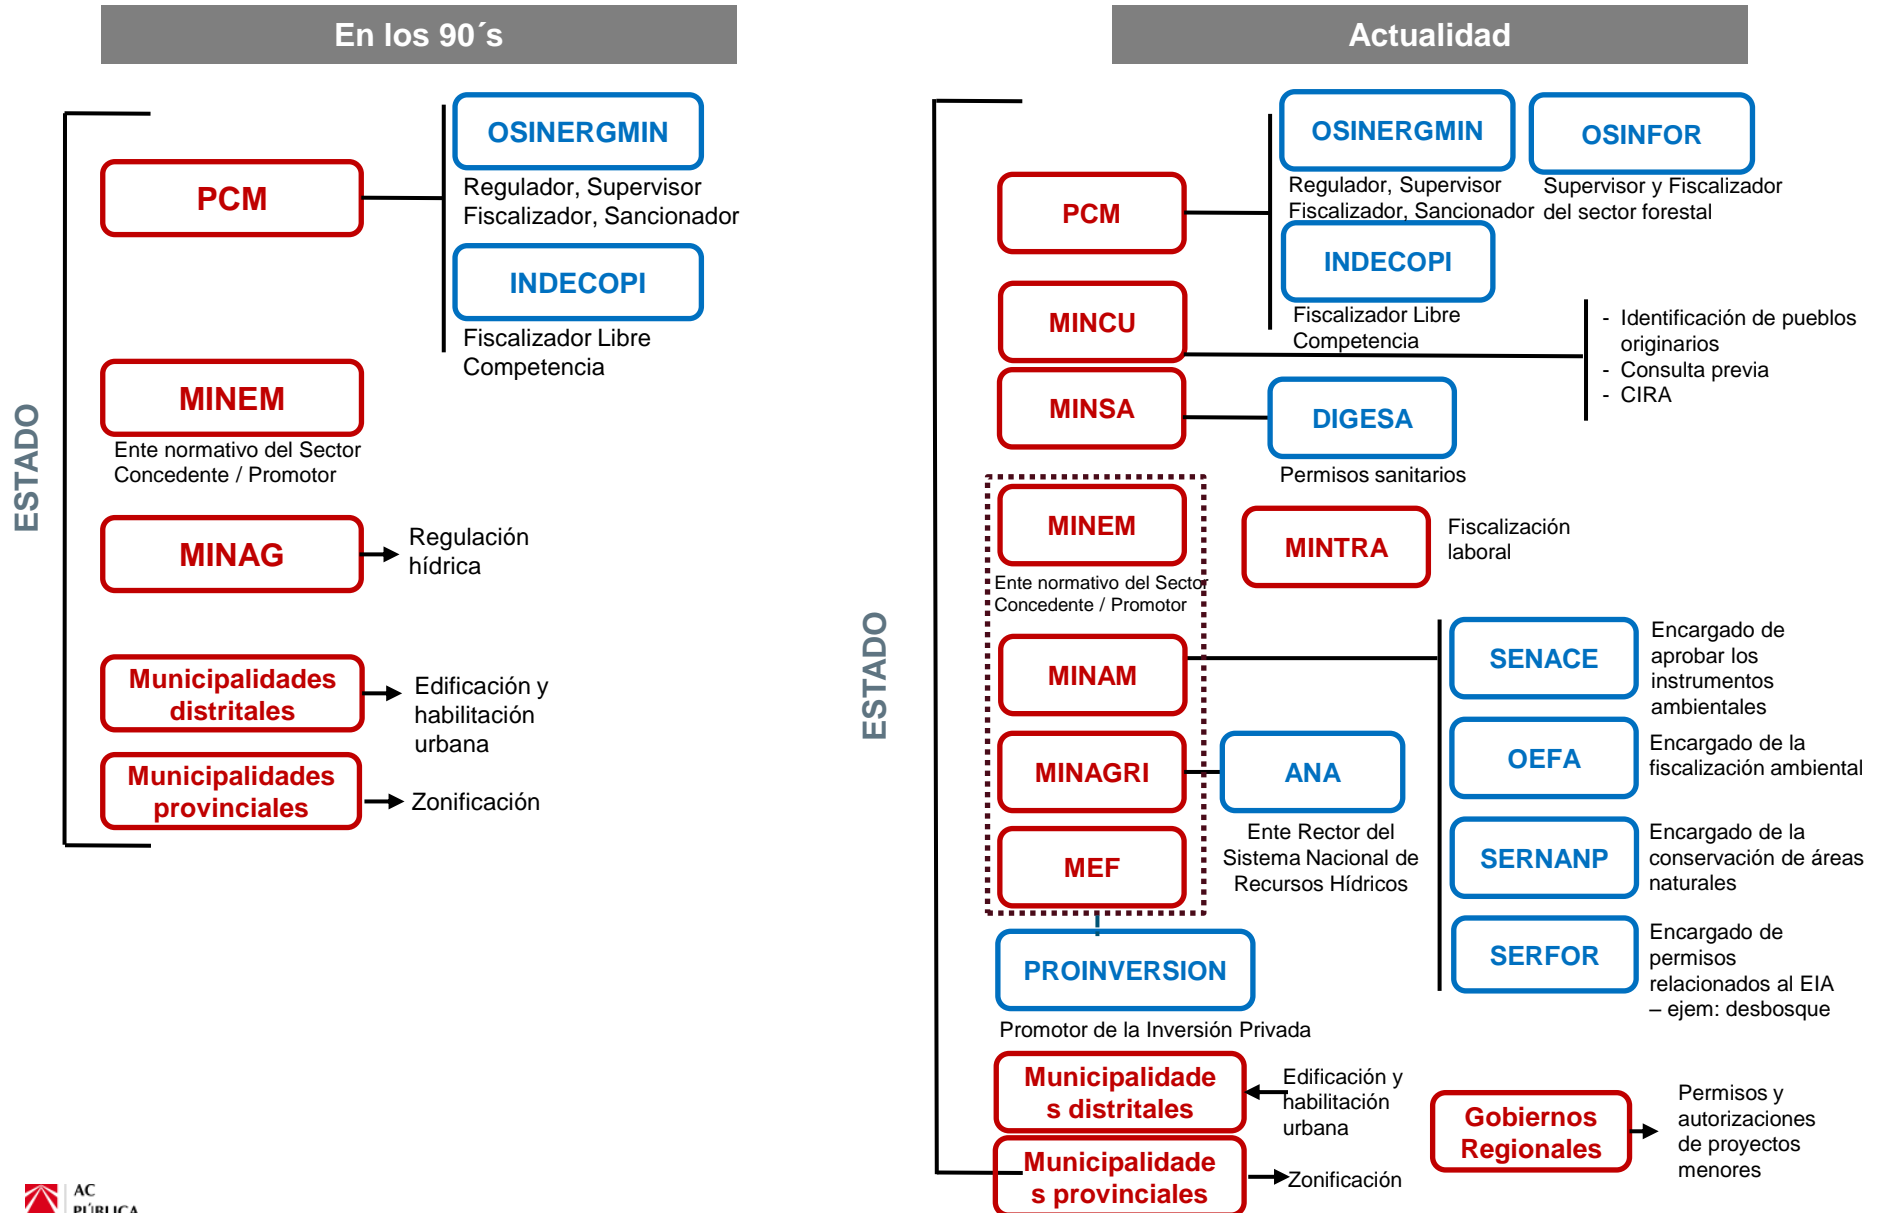 En los 90´s
ESTADO
PCM
OSINERGMIN
Regulador, Supervisor
Fiscalizador, Sancionador
INDECOPI
Fiscalizador Libre
Competencia
MINEM
Ente normativo del Sector
Concedente / Promotor
MINAG
Regulación
hídrica
Municipalidades
distritales
Edificación y
habilitación
urbana
Municipalidades
provinciales
Zonificación
Actualidad
ESTADO
PCM
OSINERGMIN
Regulador, Supervisor
Fiscalizador, Sancionador
OSINFOR
Supervisor y Fiscalizador
del sector forestal
INDECOPI
Fiscalizador Libre
Competencia
MINCU
- Identificación de pueblos
originarios
- Consulta previa
- CIRA
MINSA
DIGESA
Permisos sanitarios
MINEM
Ente normativo del Sector
Concedente / Promotor
MINTRA
Fiscalización
laboral
MINAM
SENACE
Encargado de
aprobar los
instrumentos
ambientales
OEFA
Encargado de la
fiscalización ambiental
SERNANP
Encargado de la
conservación de áreas
naturales
SERFOR
Encargado de
permisos
relacionados al EIA
– ejem: desbosque
MINAGRI
ANA
Ente Rector del
Sistema Nacional de
Recursos Hídricos
MEF
PROINVERSION
Promotor de la Inversión Privada
Municipalidade
s distritales
Edificación y
habilitación
urbana
Municipalidade
s provinciales
Zonificación
Gobiernos
Regionales
Permisos y
autorizaciones
de proyectos
menores
AC
PÚBLICA